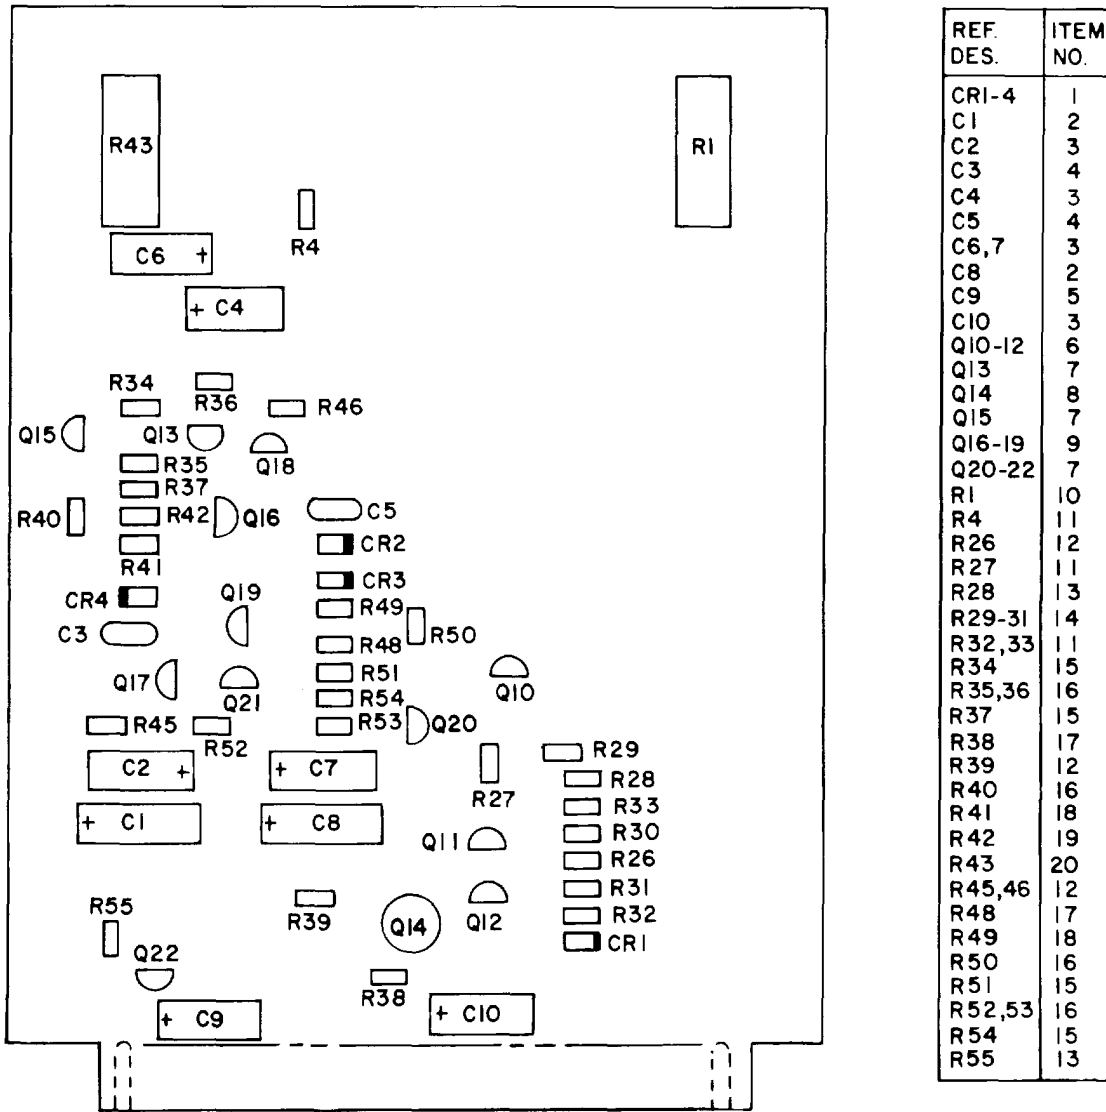 R43
R1
R4
C6 +
+ C4
R34
R36
R46
Q15
Q13
Q18
R35
R37
R40
R42
Q16
C5
CR2
R41
CR3
CR4
Q19
R49
C3
R50
R48
Q17
Q21
R51
Q10
R54
R45
R52
R53
Q20
C2 +
+ C7
R27
R29
R28
+ C1
+ C8
R33
Q11
R30
R26
R31
R55
R39
Q14
Q12
R32
CR1
Q22
R38
+ C9
+ C10
REF. DES. ITEM NO.
CR1-4 1
C1 2
C2 3
C3 4
C4 3
C5 4
C6,7 3
C8 2
C9 5
C10 3
Q10-12 6
Q13 7
Q14 8
Q15 7
Q16-19 9
Q20-22 7
R1 10
R4 11
R26 12
R27 11
R28 13
R29-31 14
R32,33 11
R34 15
R35,36 16
R37 15
R38 17
R39 12
R40 16
R41 18
R42 19
R43 20
R45,46 12
R48 17
R49 18
R50 16
R51 15
R52,53 16
R54 15
R55 13